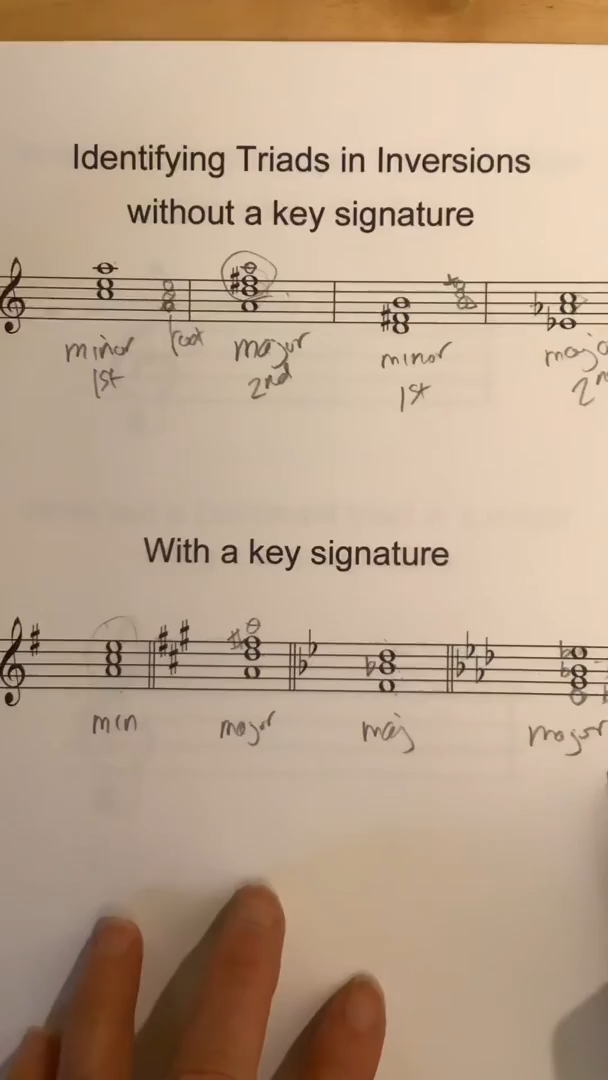 Identifying Triads in Inversions
without a key signature
minor root major minor
1st 2nd 1st
With a key signature
min major maj major